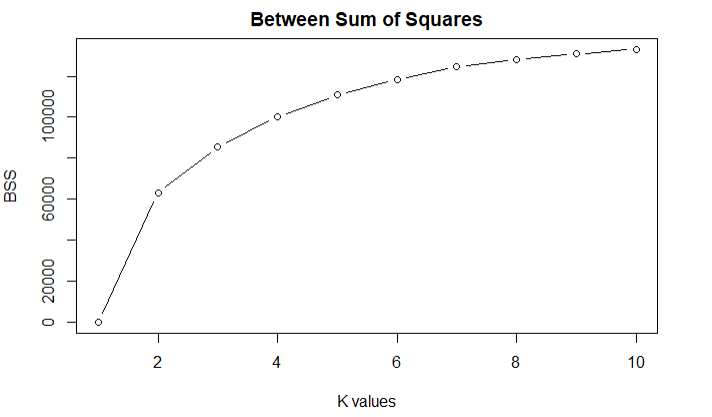 Between Sum of Squares
BSS
100000
60000
20000
0
2 4 6 8 10
K values